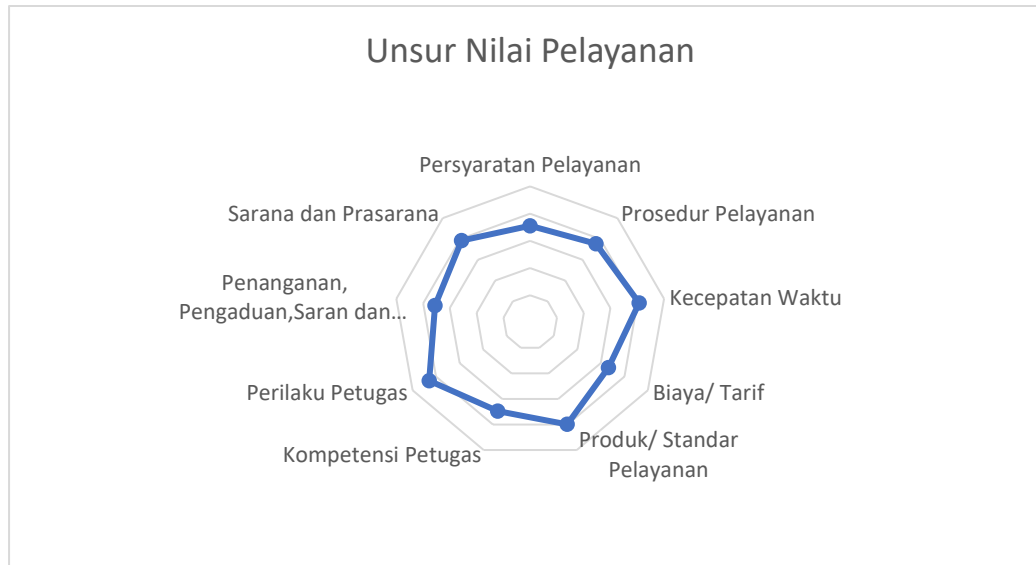 Unsur Nilai Pelayanan
Persyaratan Pelayanan
Prosedur Pelayanan
Kecepatan Waktu
Biaya/ Tarif
Produk/ Standar
Pelayanan
Kompetensi Petugas
Perilaku Petugas
Penanganan,
Pengaduan,Saran dan...
Sarana dan Prasarana